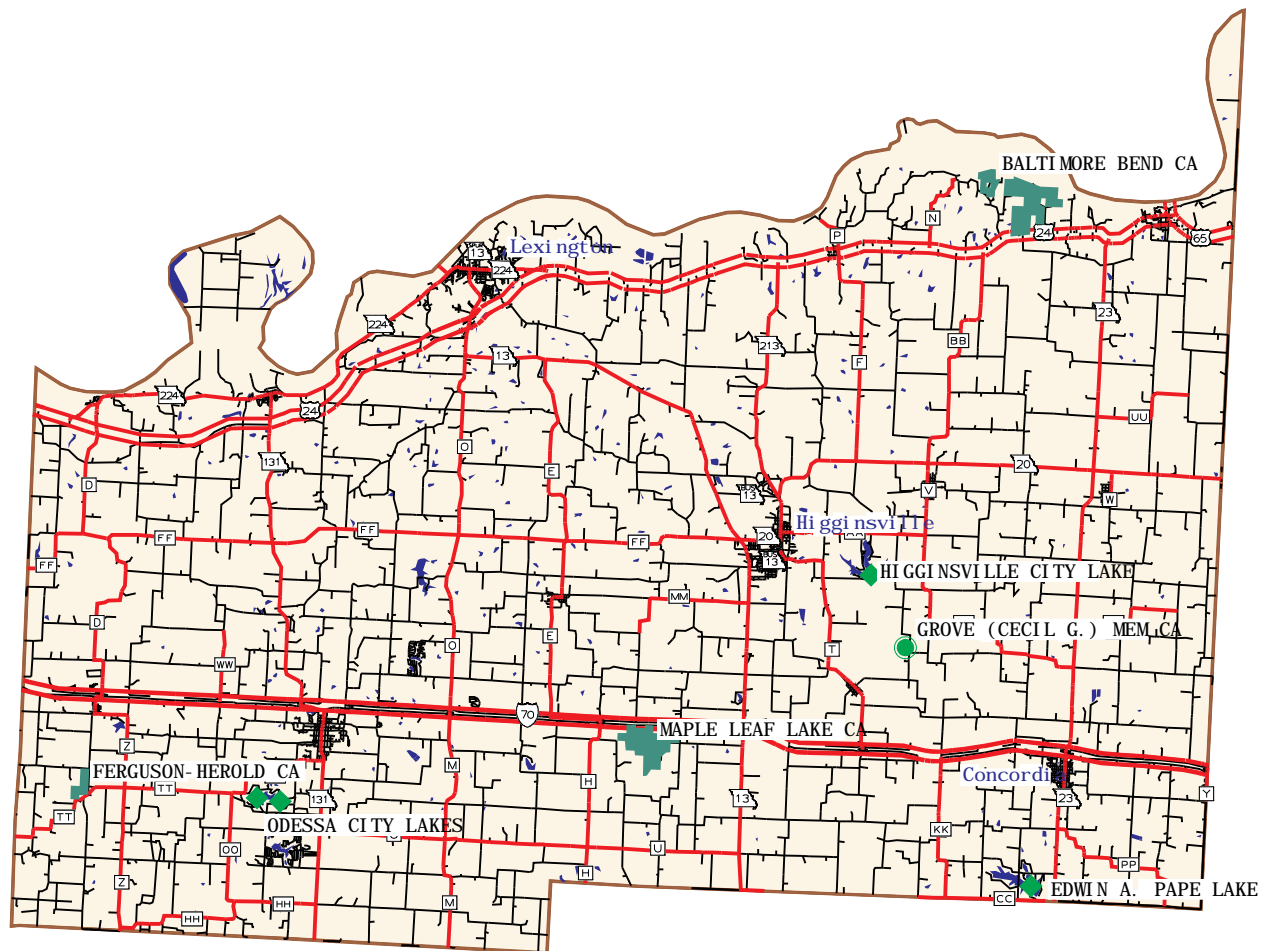 BALTIMORE BEND CA
N
P
24
65
Lexington
13
224
23
224
213
BB
13
F
224
24
UU
O
131
E
20
D
V
13
W
Higginsville
FF
FF
20
FF
13
FF
HIGGINSVILLE CITY LAKE
MM
D
GROVE (CECIL G.) MEM CA
E
O
T
WW
70
MAPLE LEAF LAKE CA
Z
FERGUSON-HEROLD CA
M
Concordi
H
TT
131
13
23
Y
TT
ODESSA CITY LAKES
KK
OO
U
PP
H
Z
EDWIN A. PAPE LAKE
CC
HH
M
HH